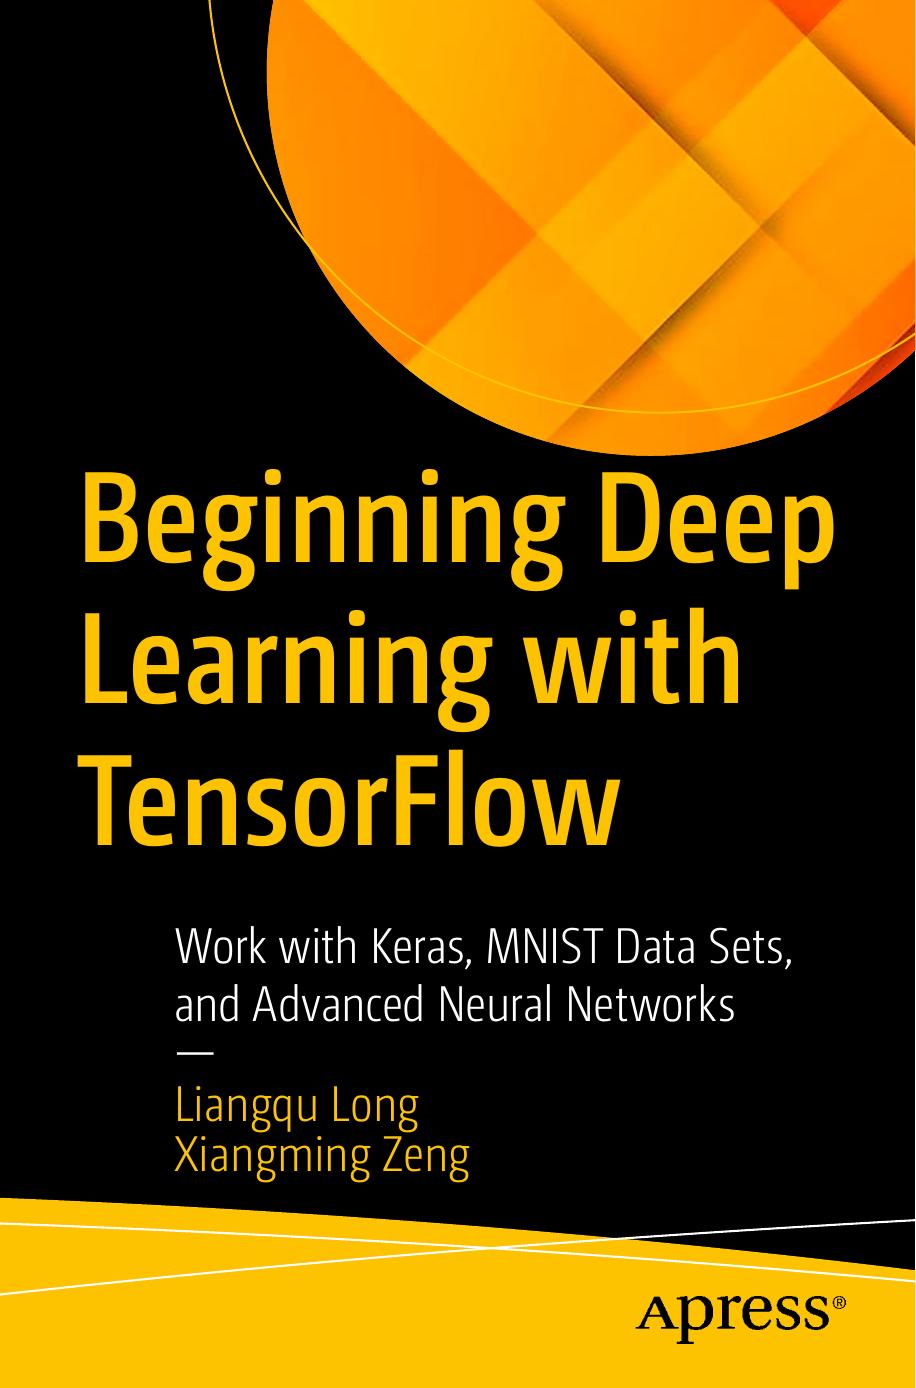 Beginning Deep
Learning with
TensorFlow
Work with Keras, MNIST Data Sets,
and Advanced Neural Networks
—
Liangqu Long
Xiangming Zeng
Apress®